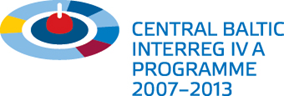 CENTRAL BALTIC
INTERREG IV A
PROGRAMME
2007–2013